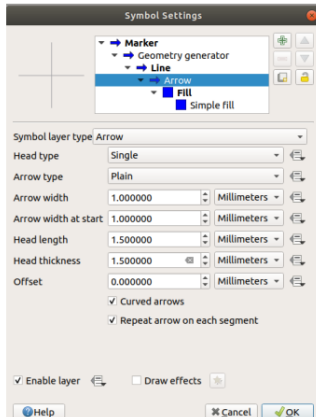 Symbol Settings
Marker
Geometry generator
Line
Arrow
Fill
Simple fill
Symbol layer type Arrow
Head type Single
Arrow type Plain
Arrow width 1.000000 Millimeters
Arrow width at start 1.000000 Millimeters
Head length 1.500000 Millimeters
Head thickness 1.500000 Millimeters
Offset 0.000000 Millimeters
Curved arrows
Repeat arrow on each segment
Enable layer Draw effects
Help Cancel OK